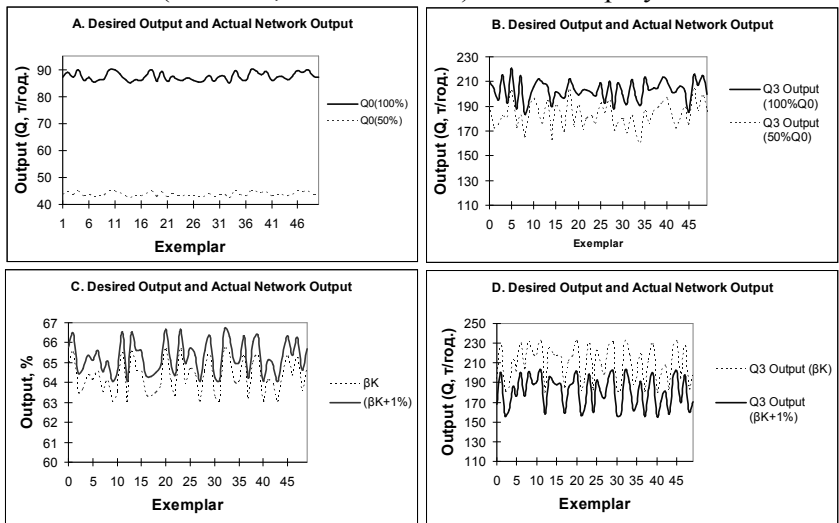 A. Desired Output and Actual Network Output
Output (Q, т/год.)
90
80
70
60
50
40
1 6 11 16 21 26 31 36 41 46
Exemplar
Q0(100%)
Q0(50%)
B. Desired Output and Actual Network Output
Output (Q, т/год.)
230
210
190
170
150
130
110
0 5 10 15 20 25 30 35 40 45
Exemplar
Q3 Output
(100%Q0)
Q3 Output
(50%Q0)
C. Desired Output and Actual Network Output
Output, %
67
66
65
64
63
62
61
60
0 5 10 15 20 25 30 35 40 45
Exemplar
βK
(βK+1%)
D. Desired Output and Actual Network Output
Output (Q, т/год.)
250
230
210
190
170
150
130
110
0 5 10 15 20 25 30 35 40 45
Exemplar
Q3 Output (βK)
Q3 Output
(βK+1%)